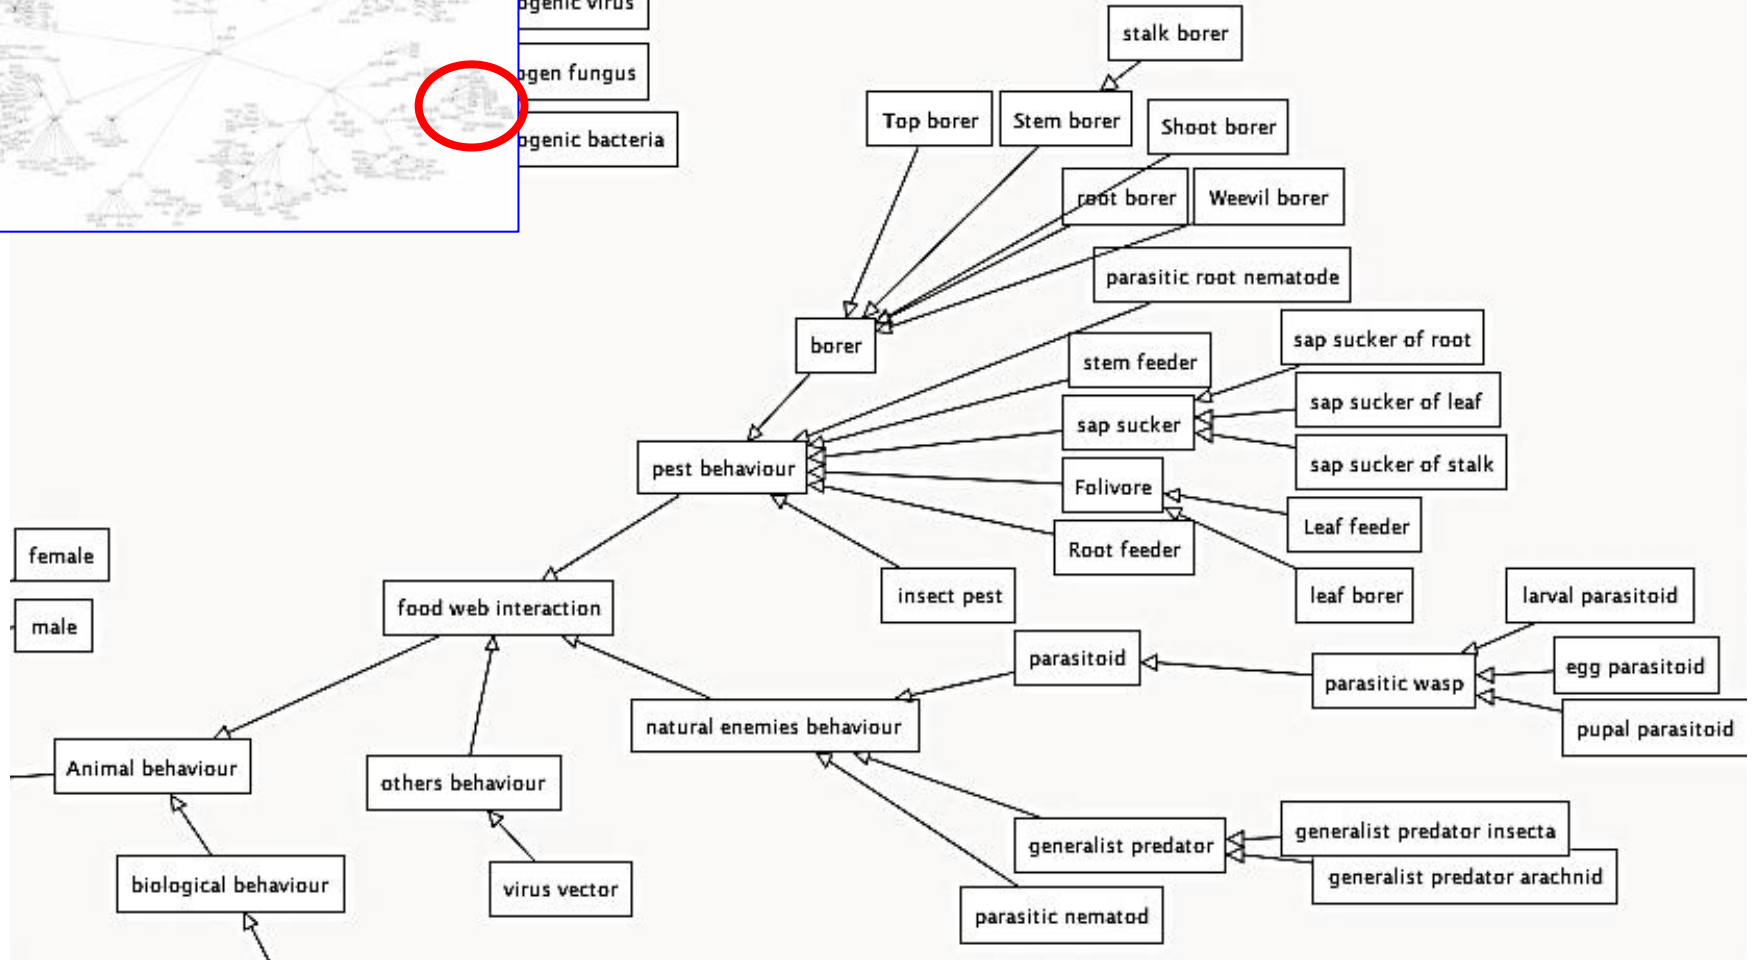 ogenic virus
ogen fungus
ogenic bacteria
stalk borer
Top borer
Stem borer
Shoot borer
root borer
Weevil borer
parasitic root nematode
borer
stem feeder
sap sucker of root
sap sucker of leaf
sap sucker
pest behaviour
sap sucker of stalk
Folivore
Leaf feeder
Root feeder
female
food web interaction
insect pest
leaf borer
larval parasitoid
male
parasitoid
egg parasitoid
parasitic wasp
natural enemies behaviour
pupal parasitoid
Animal behaviour
others behaviour
generalist predator insecta
generalist predator
generalist predator arachnid
biological behaviour
virus vector
parasitic nematod